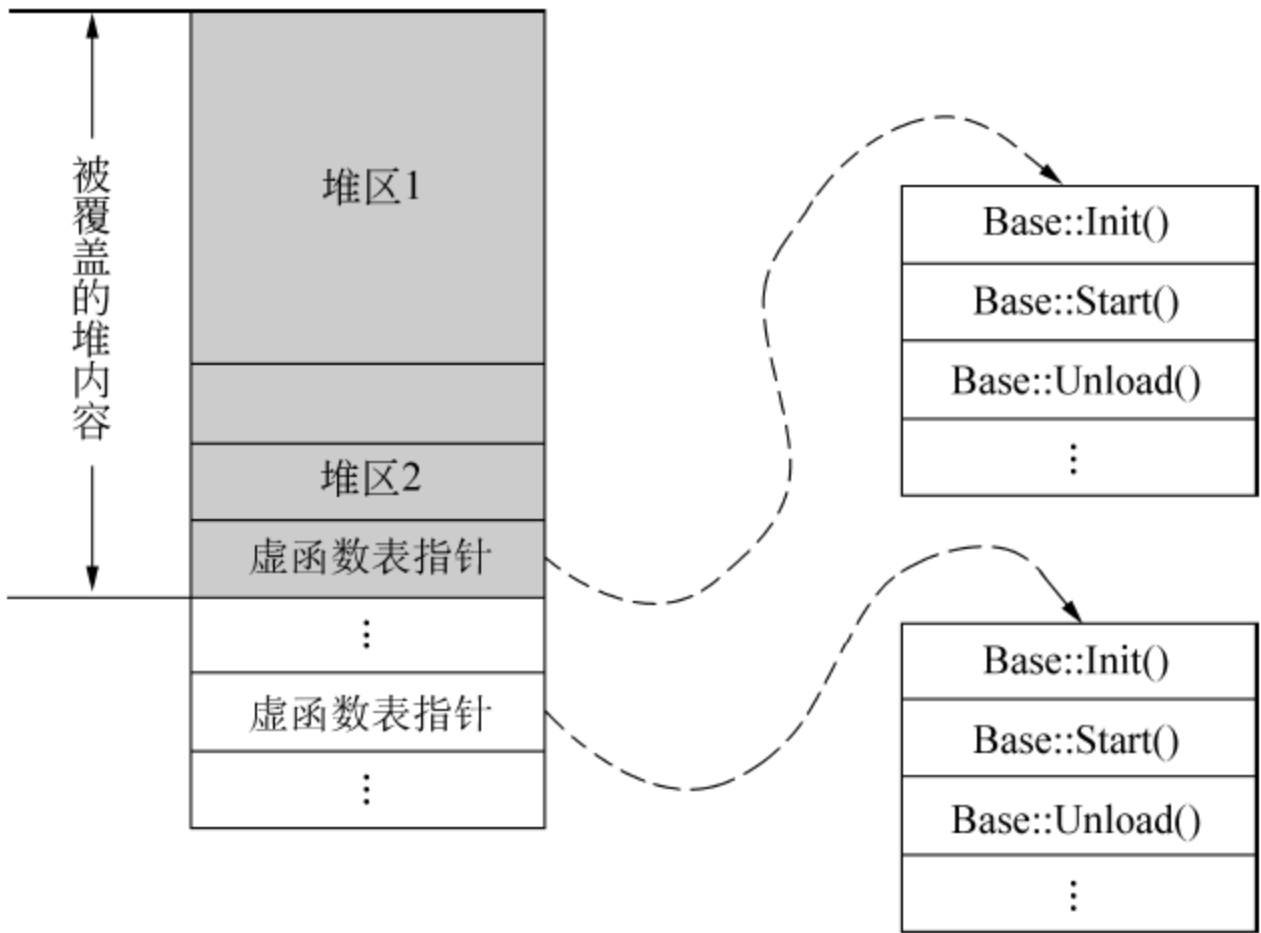 被覆盖的堆内容
堆区1
堆区2
虚函数表指针
⋮
虚函数表指针
⋮
Base::Init()
Base::Start()
Base::Unload()
⋮
Base::Init()
Base::Start()
Base::Unload()
⋮